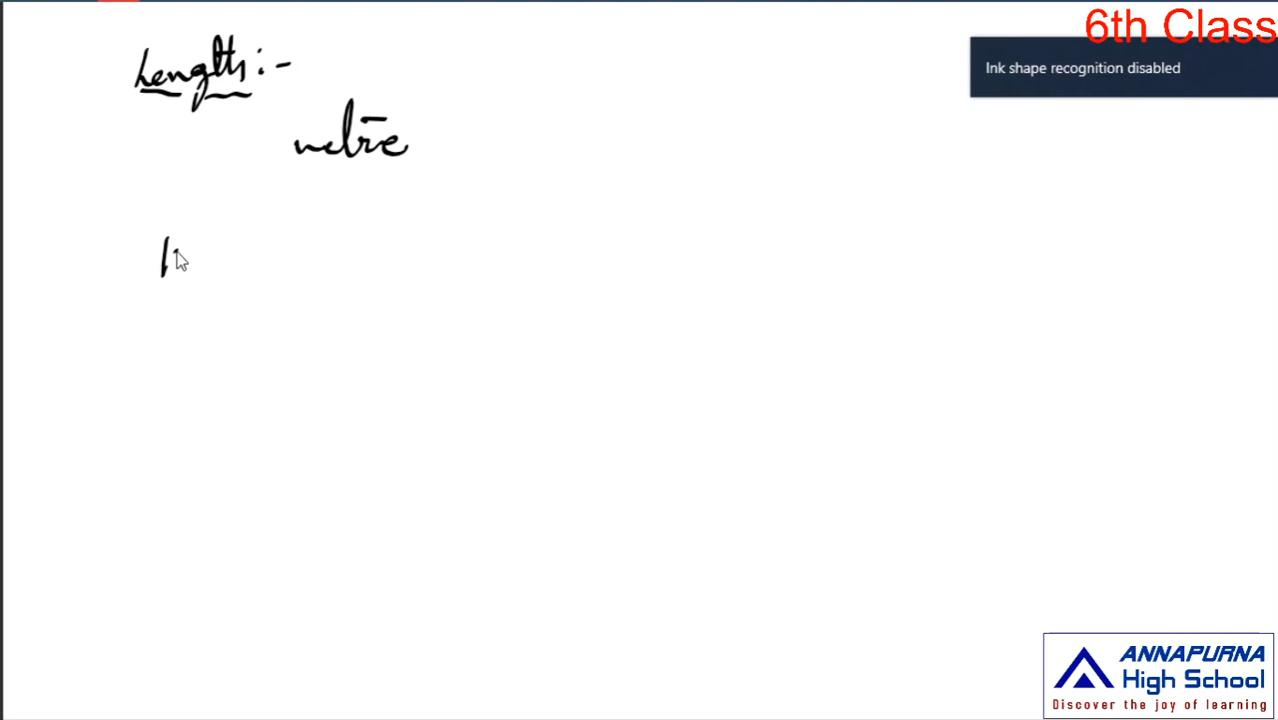 6th Class
Length :-
Ink shape recognition disabled
metre
ANNAPURNA
High School
Discover the joy of learning